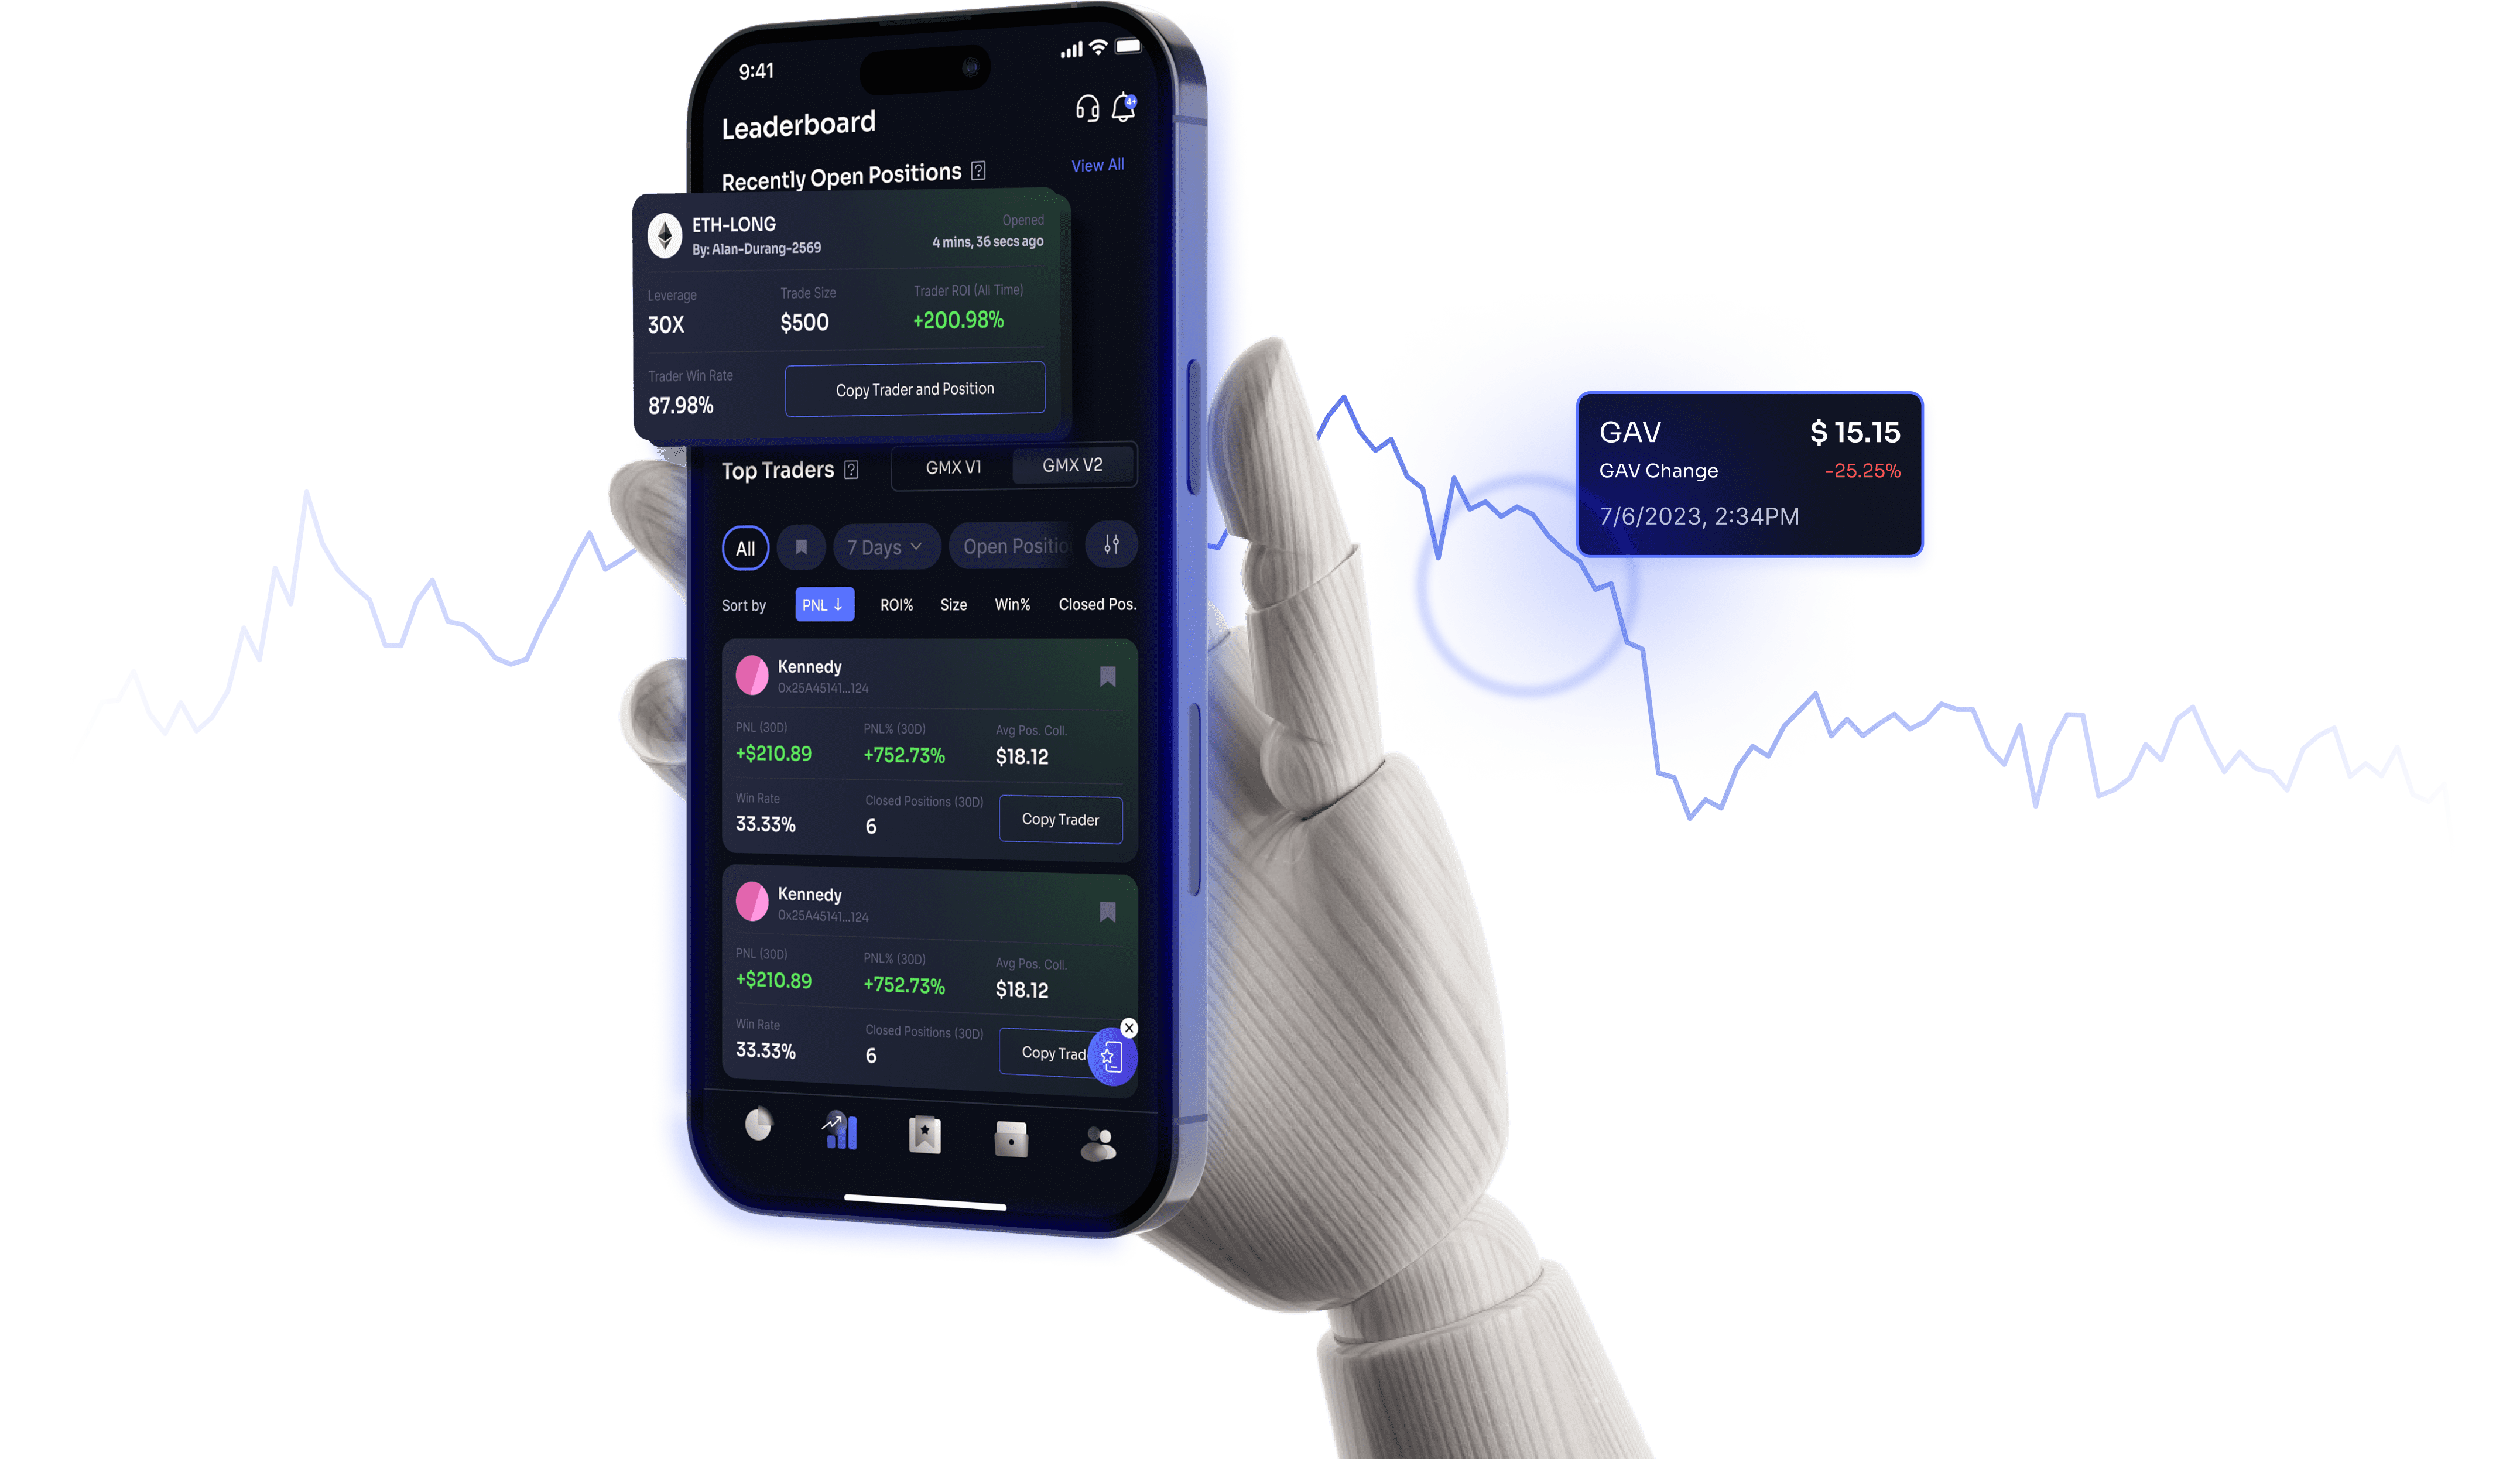 9:41
Leaderboard
4+
Recently Open Positions ?
View All
ETH-LONG
By: Alan-Durang-2569
Opened
4 mins, 36 secs ago
Leverage
30X
Trade Size
$500
Trader ROI (All Time)
+200.98%
Trader Win Rate
87.98%
Copy Trader and Position
Top Traders ?
GMX V1
GMX V2
All
7 Days
Open Positio
Sort by
PNL ↓
ROI%
Size
Win%
Closed Pos.
Kennedy
0x25A45141...124
PNL (30D)
+$210.89
PNL% (30D)
+752.73%
Avg Pos. Coll.
$18.12
Win Rate
33.33%
Closed Positions (30D)
6
Copy Trader
Kennedy
0x25A45141...124
PNL (30D)
+$210.89
PNL% (30D)
+752.73%
Avg Pos. Coll.
$18.12
Win Rate
33.33%
Closed Positions (30D)
6
Copy Trad
GAV
$ 15.15
GAV Change
-25.25%
7/6/2023, 2:34PM